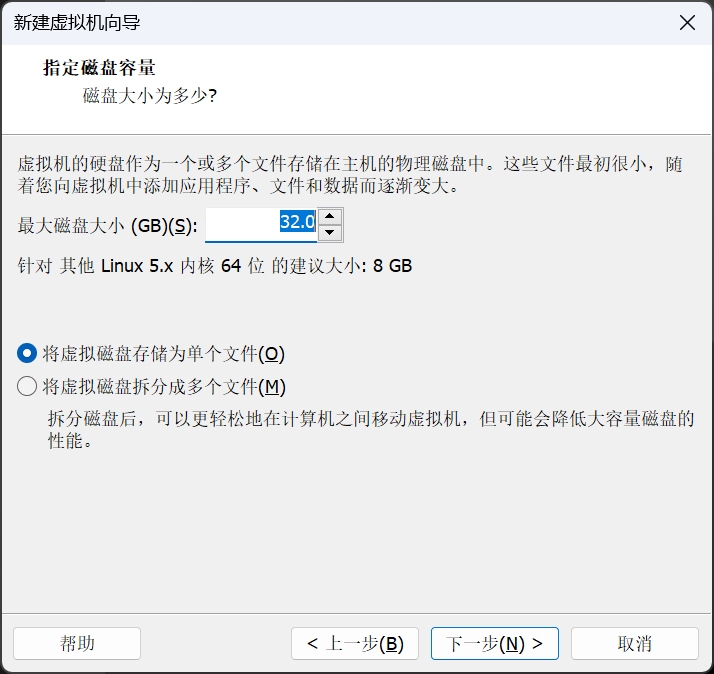 新建虚拟机向导
指定磁盘容量
磁盘大小为多少?
虚拟机的硬盘作为一个或多个文件存储在主机的物理磁盘中。这些文件最初很小，随
着您向虚拟机中添加应用程序、文件和数据而逐渐变大。
最大磁盘大小 (GB)(S): 32.0
针对 其他 Linux 5.x 内核 64 位 的建议大小: 8 GB
将虚拟磁盘存储为单个文件(O)
将虚拟磁盘拆分成多个文件(M)
拆分磁盘后，可以更轻松地在计算机之间移动虚拟机，但可能会降低大容量磁盘的
性能。
帮助 < 上一步(B) 下一步(N) > 取消